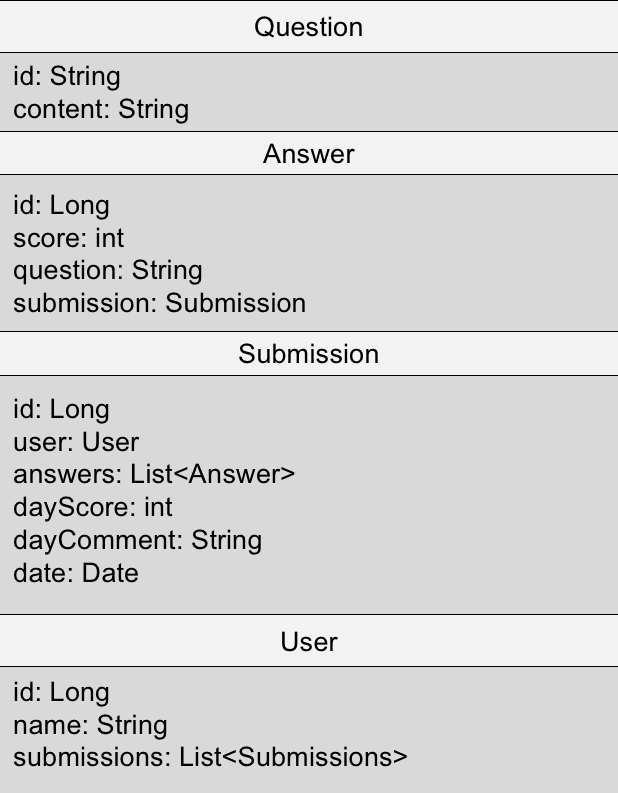 Question
id: String
content: String
Answer
id: Long
score: int
question: String
submission: Submission
Submission
id: Long
user: User
answers: List<Answer>
dayScore: int
dayComment: String
date: Date
User
id: Long
name: String
submissions: List<Submissions>